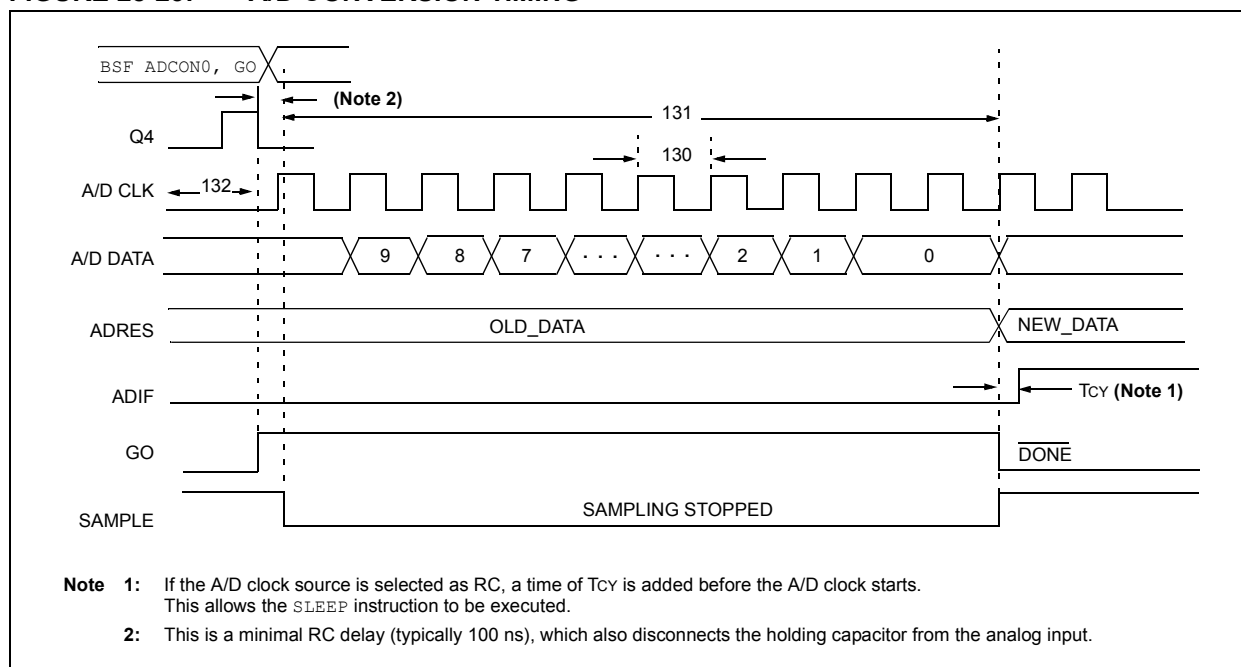 BSF ADCON0, GO
(Note 2)
131
Q4
130
A/D CLK
132
A/D DATA
9 8 7 . . . . . . 2 1 0
ADRES
OLD_DATA
NEW_DATA
ADIF
TCY (Note 1)
GO
DONE
SAMPLE
SAMPLING STOPPED
Note 1: If the A/D clock source is selected as RC, a time of TCY is added before the A/D clock starts.
This allows the SLEEP instruction to be executed.
2: This is a minimal RC delay (typically 100 ns), which also disconnects the holding capacitor from the analog input.